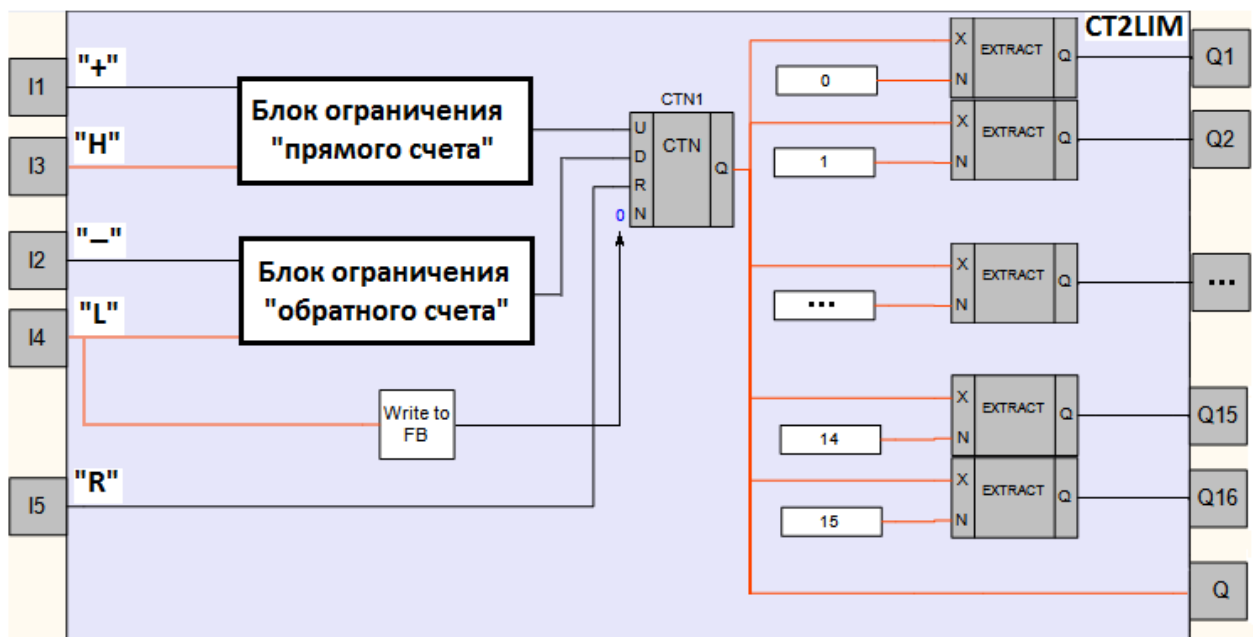 CT2LIM
I1
"+"
I3
"H"
Блок ограничения
"прямого счета"
I2
"–"
I4
"L"
Блок ограничения
"обратного счета"
Write to
FB
I5
"R"
CTN1
CTN
U
D
R
0 N
Q
X
EXTRACT
Q
N
0
Q1
X
EXTRACT
Q
N
1
Q2
X
EXTRACT
Q
N
...
...
X
EXTRACT
Q
N
14
Q15
X
EXTRACT
Q
N
15
Q16
Q